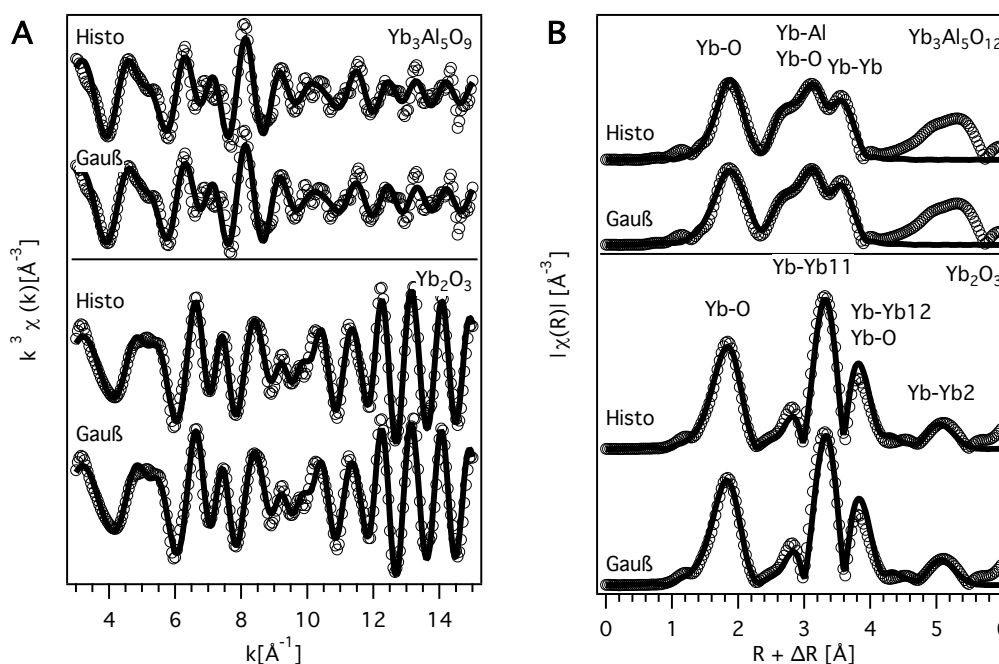 A
Histo
Yb3Al5O9
Gauß
Histo
Yb2O3
Gauß
k 3 χ (k)[Å-3]
4 6 8 10 12 14
k[Å-1]
B
Yb-O
Yb-Al
Yb-O
Yb-Yb
Yb3Al5O12
Histo
Gauß
Yb-Yb11
Yb2O3
Yb-O
Yb-Yb12
Yb-O
Yb-Yb2
Histo
Gauß
|χ(R)| [Å-3]
0 1 2 3 4 5 6
R + ΔR [Å]